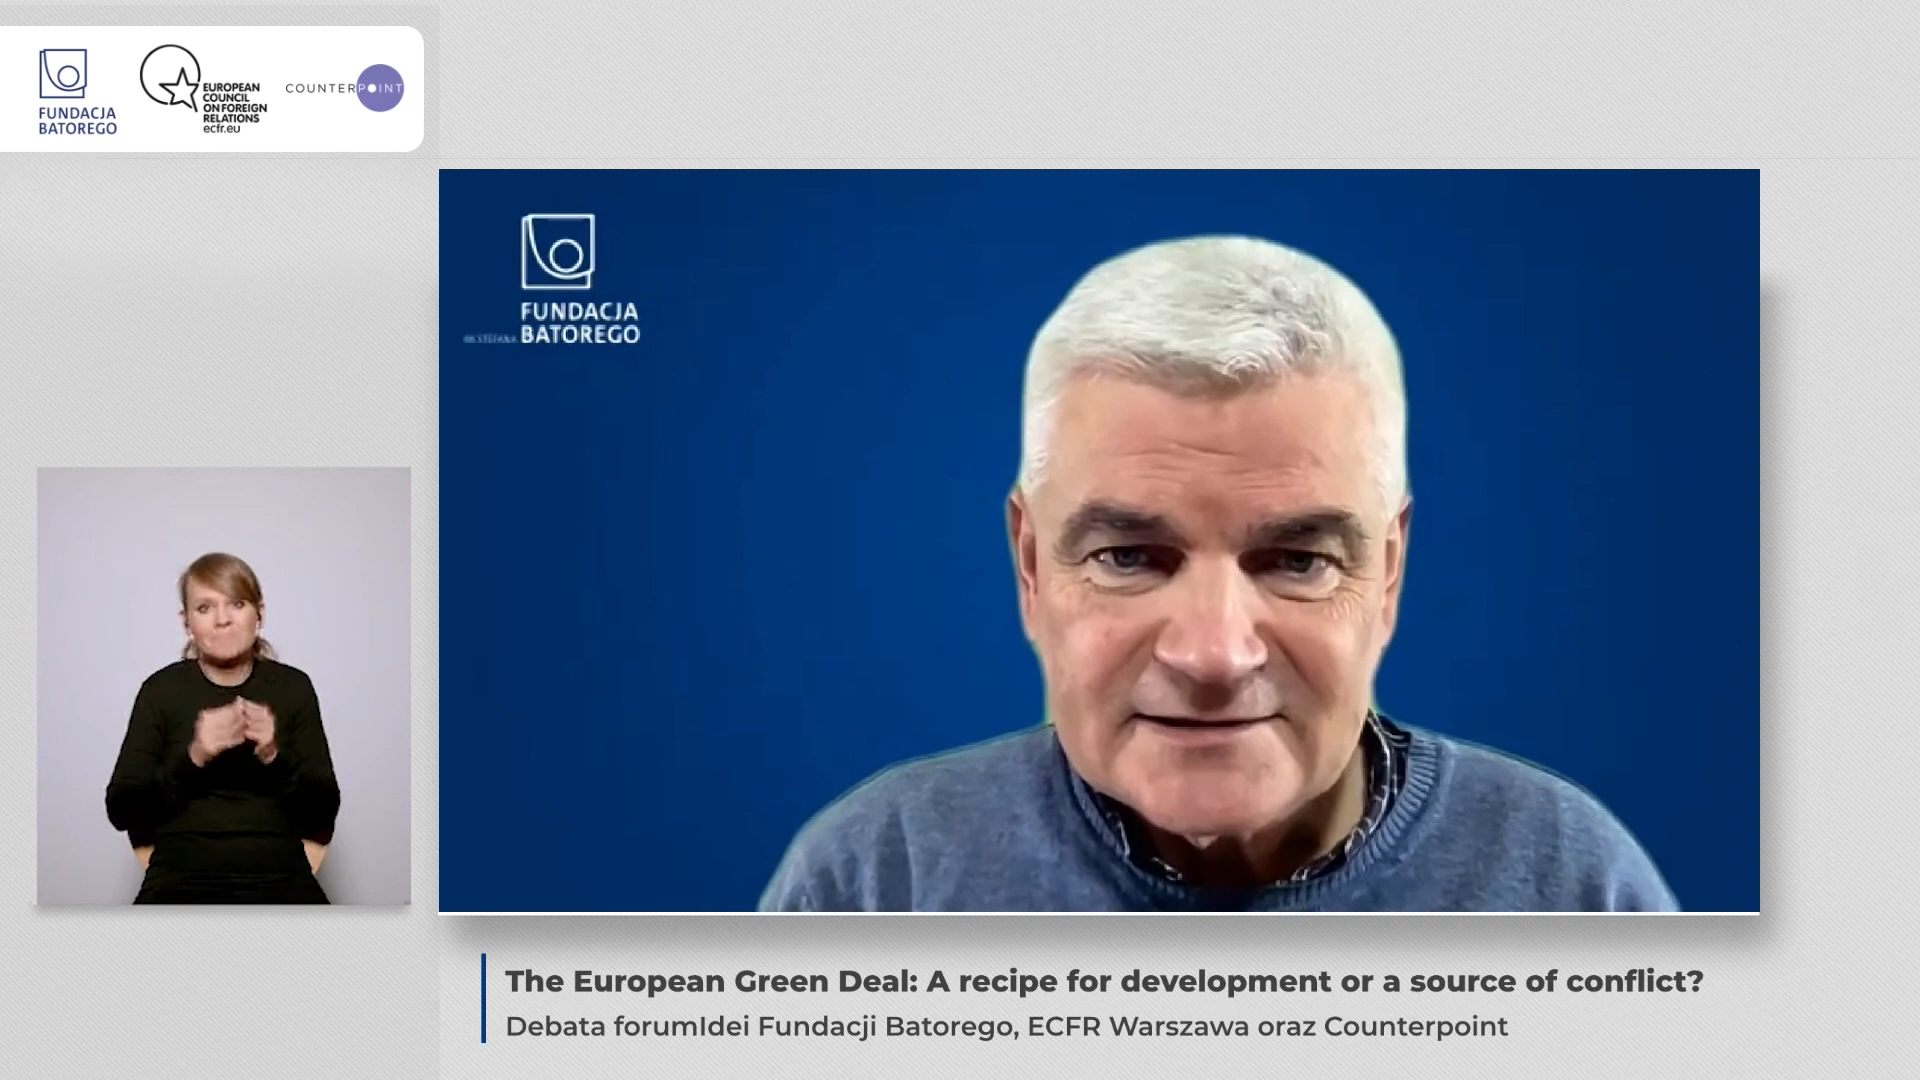 FUNDACJA
BATOREGO
EUROPEAN
COUNCIL
ON FOREIGN
RELATIONS
ecfr.eu
COUNTERPOINT
FUNDACJA
BATOREGO
The European Green Deal: A recipe for development or a source of conflict?
Debata forumIdei Fundacji Batorego, ECFR Warszawa oraz Counterpoint